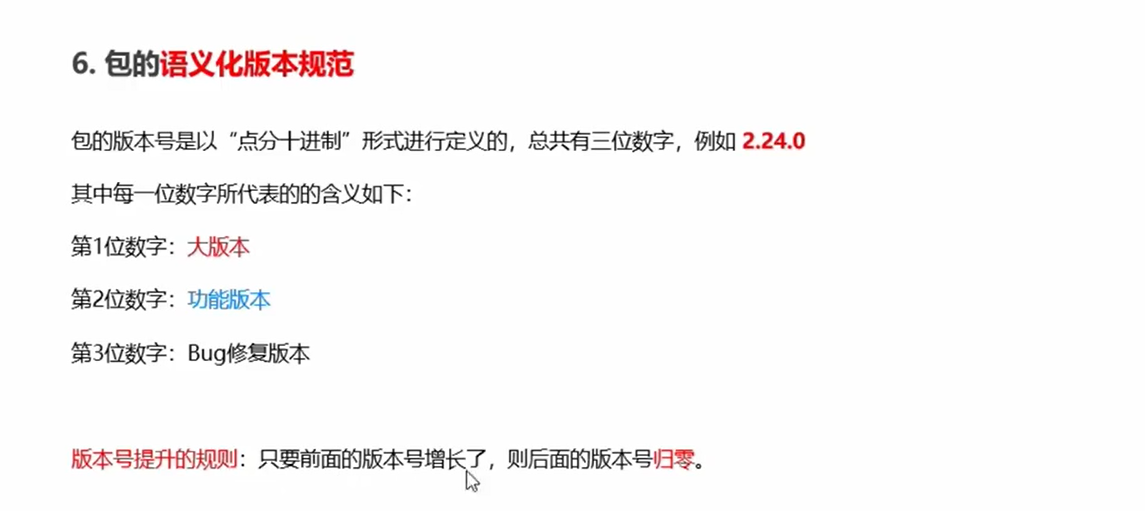 6. 包的语义化版本规范
包的版本号是以“点分十进制”形式进行定义的，总共有三位数字，例如 2.24.0
其中每一位数字所代表的的含义如下：
第1位数字：大版本
第2位数字：功能版本
第3位数字：Bug修复版本
版本号提升的规则：只要前面的版本号增长了，则后面的版本号归零。